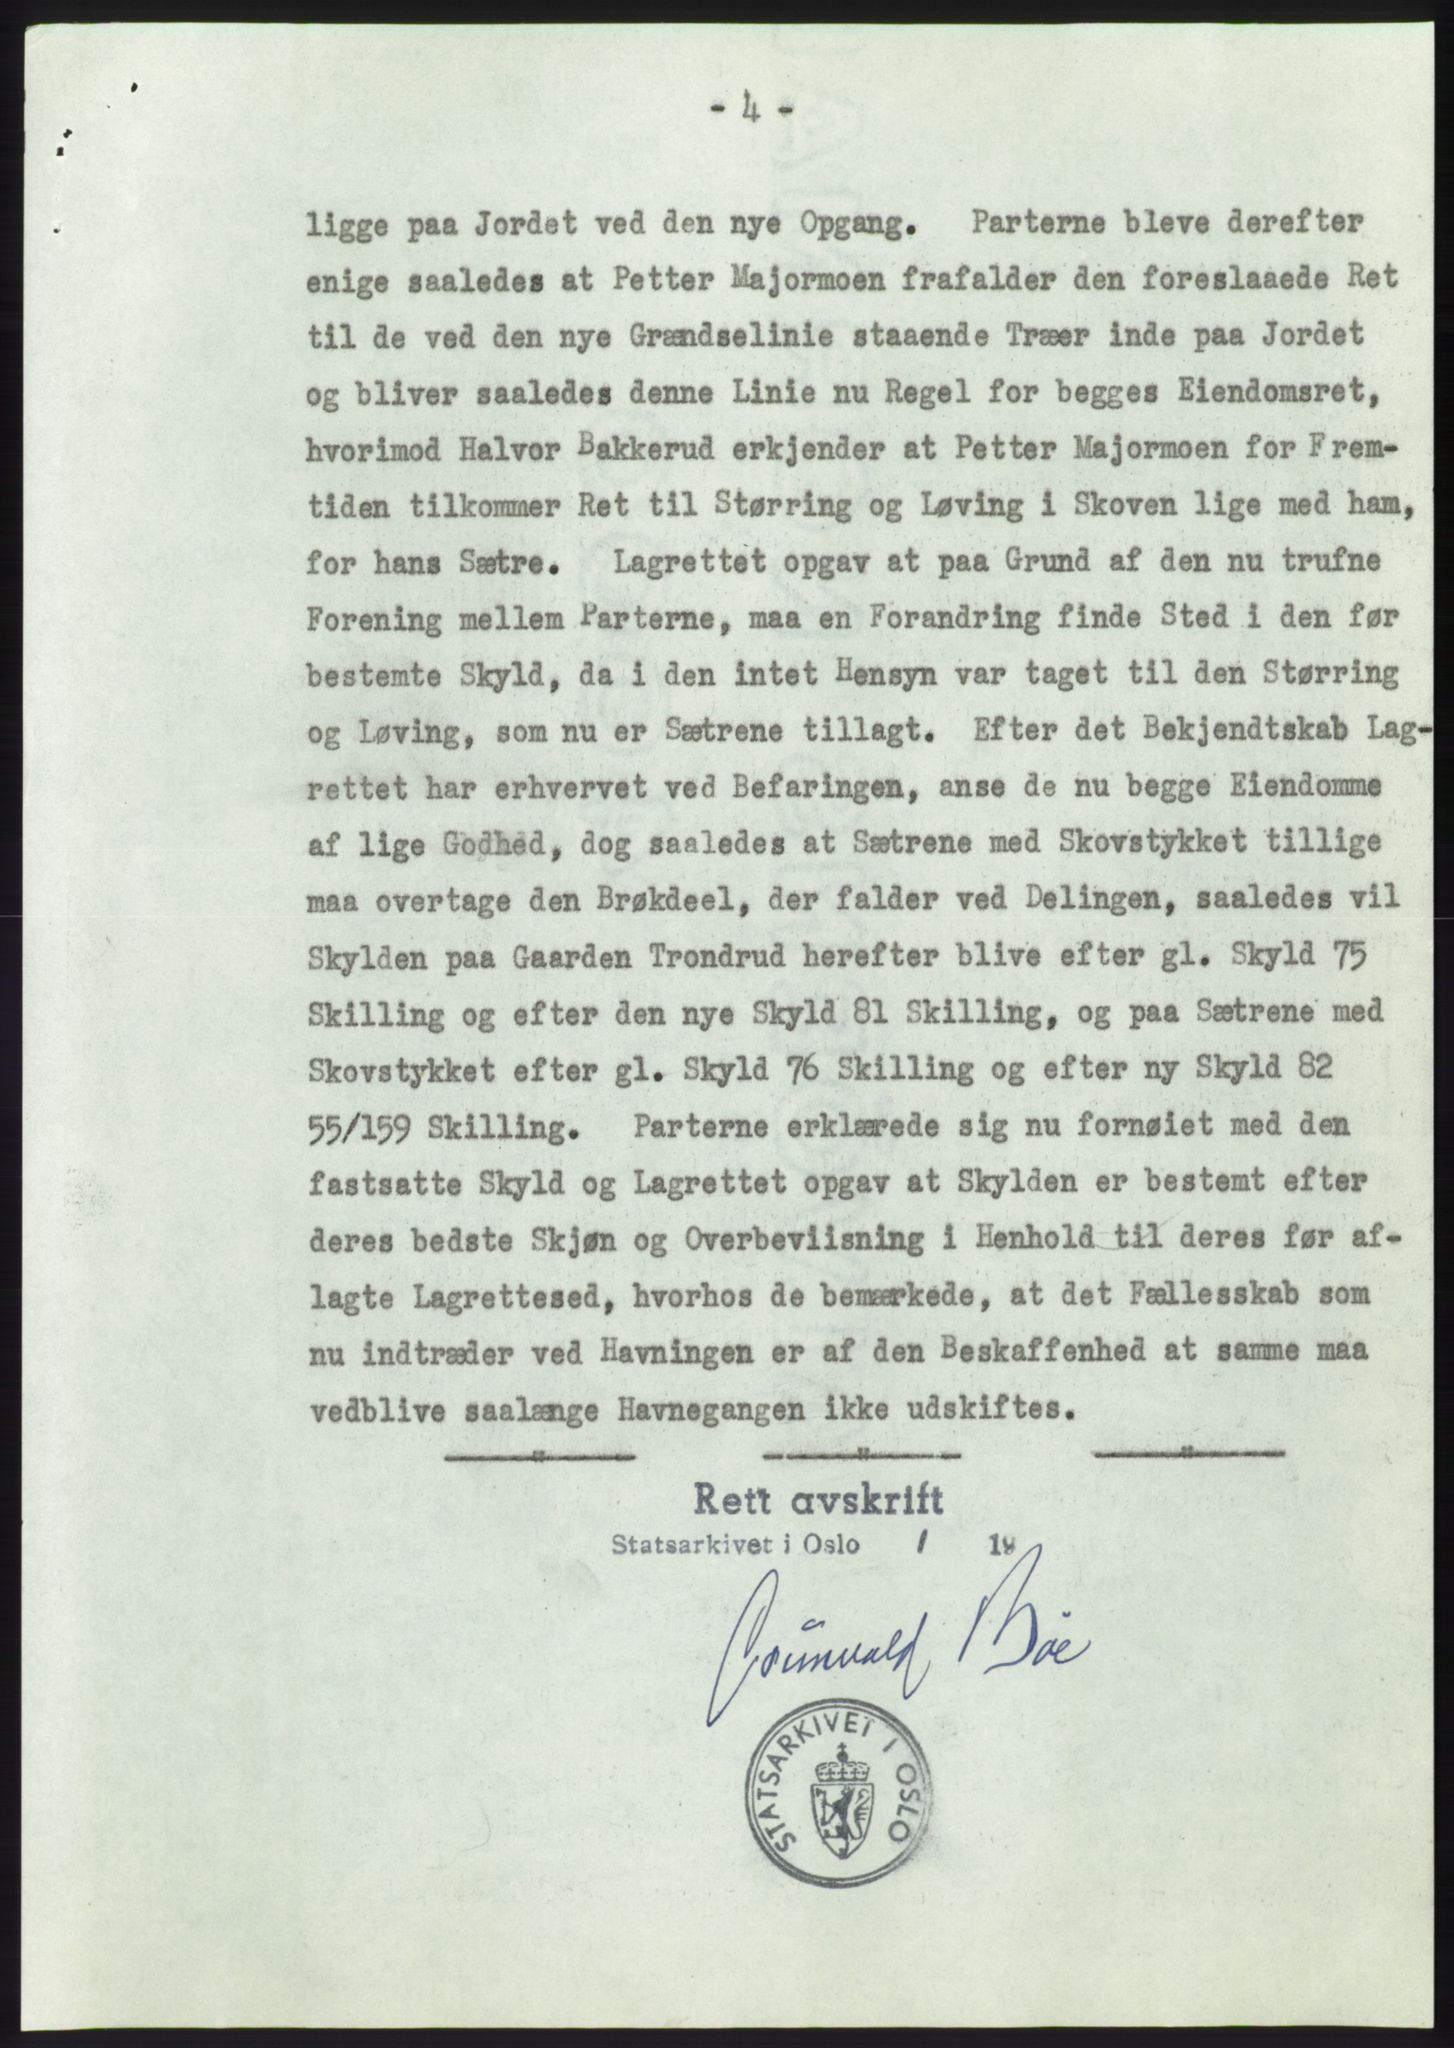 - 4 -
ligge paa Jordet ved den nye Opgang. Parterne bleve derefter
enige saaledes at Petter Majormoen frafalder den foreslaaede Ret
til de ved den nye Grændselinie staaende Træer inde paa Jordet
og bliver saaledes denne Linie nu Regel for begges Eiendomsret,
hvorimod Halvor Bakkerud erkjender at Petter Majormoen for Frem-
tiden tilkommer Ret til Størring og Løving i Skoven lige med ham,
for hans Sætre. Lagrettet opgav at paa Grund af den nu trufne
Forening mellem Parterne, maa en Forandring finde Sted i den før
bestemte Skyld, da i den intet Hensyn var taget til den Størring
og Løving, som nu er Sætrene tillagt. Efter det Bekjendtskab Lag-
rettet har erhvervet ved Befaringen, anse de nu begge Eiendomme
af lige Godhed, dog saaledes at Sætrene med Skovstykket tillige
maa overtage den Brøkdeel, der falder ved Delingen, saaledes vil
Skylden paa Gaarden Trondrud herefter blive efter gl. Skyld 75
Skilling og efter den nye Skyld 81 Skilling, og paa Sætrene med
Skovstykket efter gl. Skyld 76 Skilling og efter ny Skyld 82
55/159 Skilling. Parterne erklærede sig nu fornøiet med den
fastsatte Skyld og Lagrettet opgav at Skylden er bestemt efter
deres bedste Skjøn og Overbeviisning i Henhold til deres før af-
lagte Lagrettesed, hvorhos de bemærkede, at det Fællesskab som
nu indtræder ved Havningen er af den Beskaffenhed at samme maa
vedblive saalænge Havnegangen ikke udskiftes.
Rett avskrift
Statsarkivet i Oslo / 19
Grünvald Bøe
STATSARKIVET I OSLO